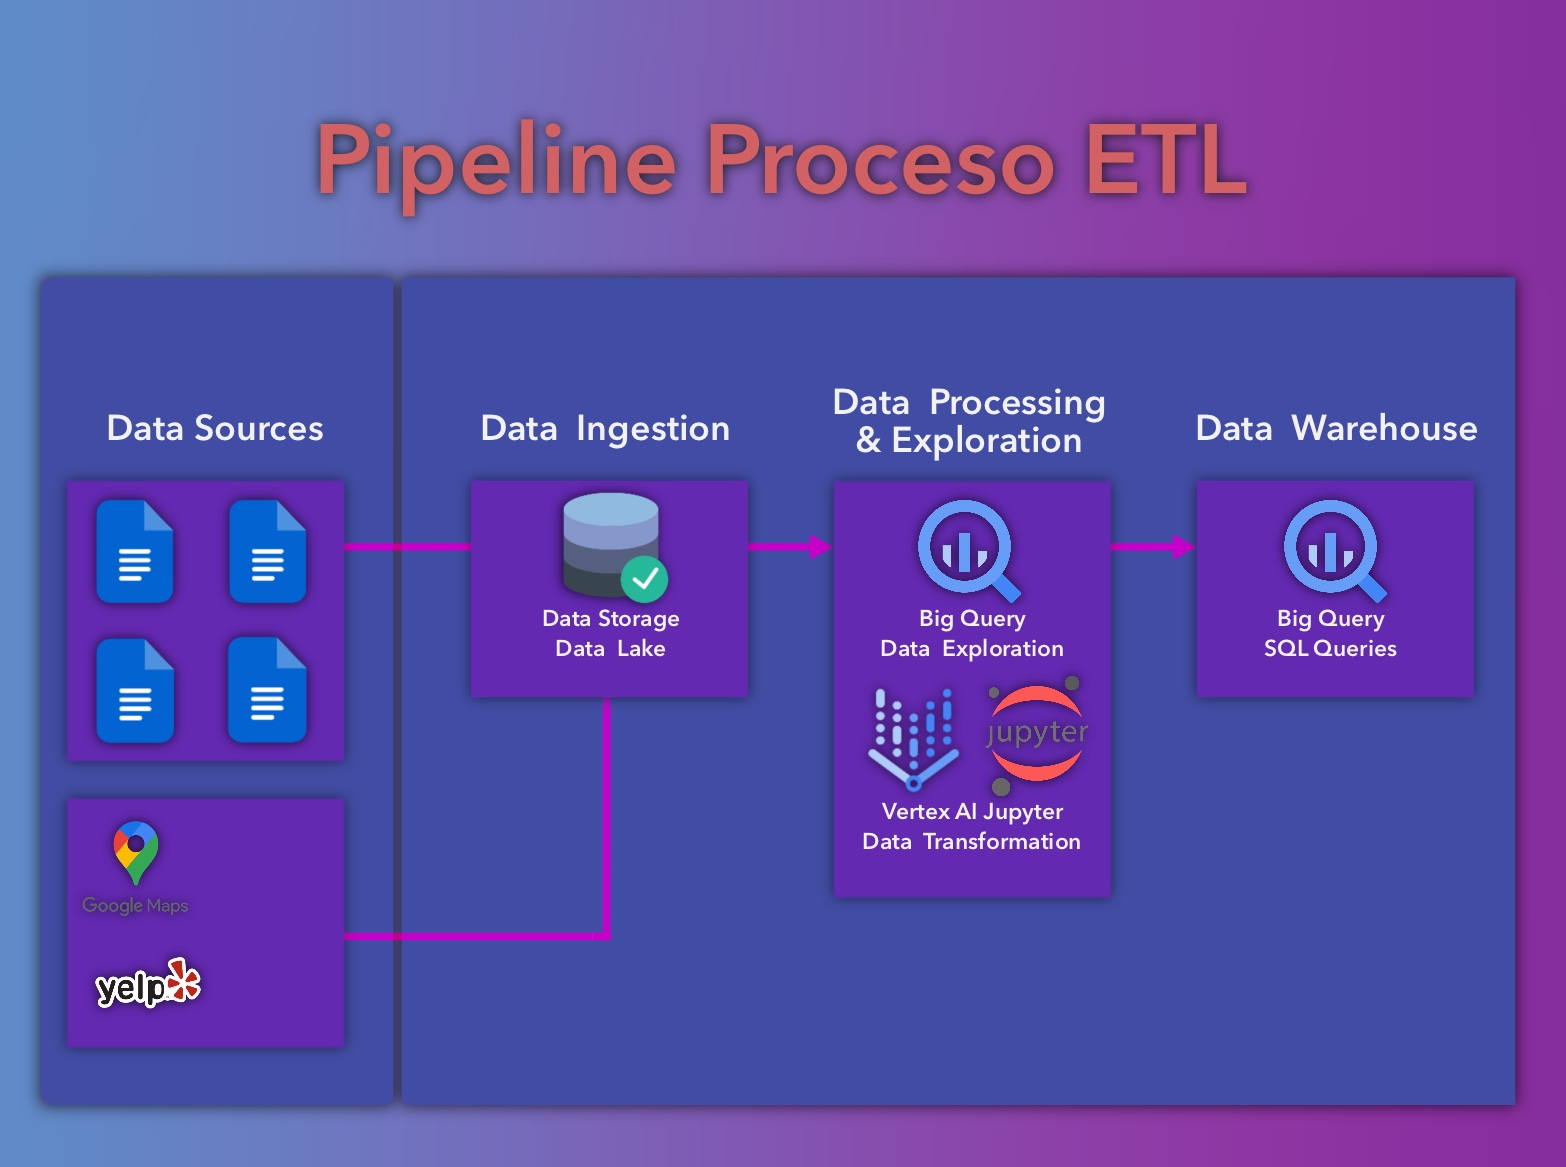 Pipeline Proceso ETL
Data Sources
Google Maps
yelp
Data Ingestion
Data Storage
Data Lake
Data Processing
& Exploration
Big Query
Data Exploration
jupyter
Vertex AI Jupyter
Data Transformation
Data Warehouse
Big Query
SQL Queries